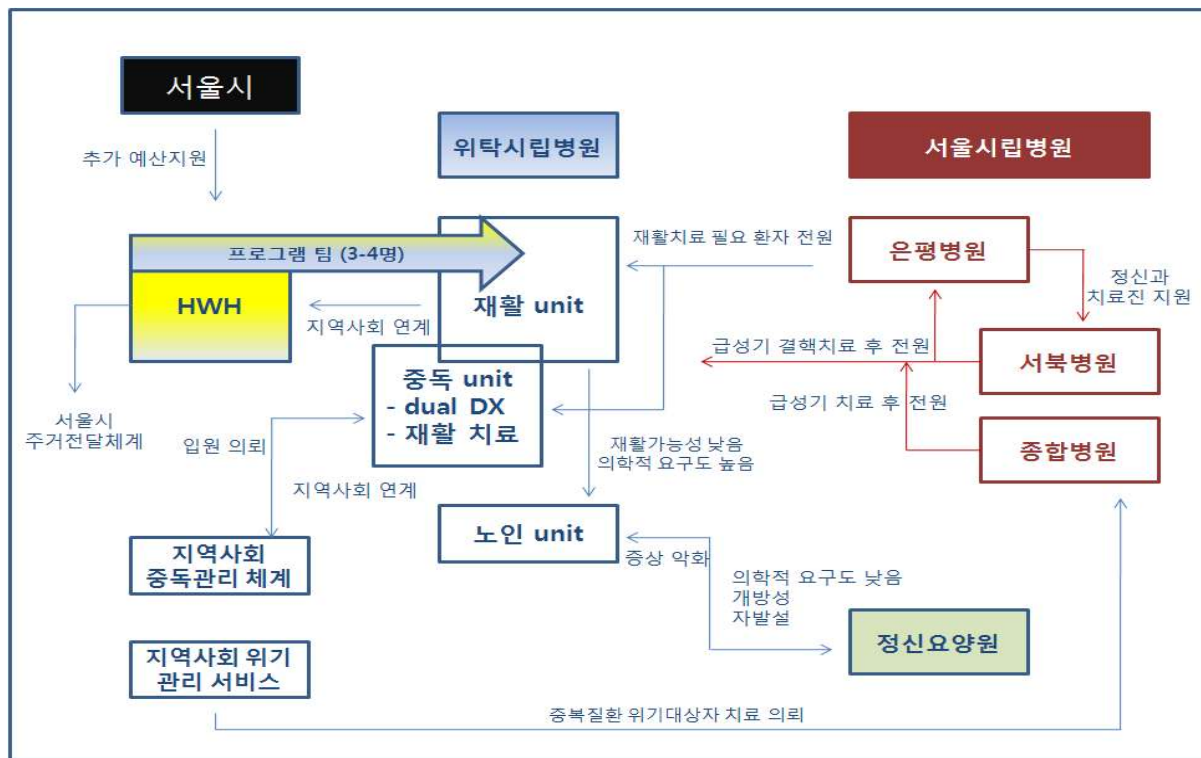 서울시
위탁시립병원
서울시립병원
추가 예산지원
프로그램 팀 (3-4명)
HWH
재활 unit
지역사회 연계
재활치료 필요 환자 전원
은평병원
정신과
치료진 지원
급성기 결핵치료 후 전원
서북병원
급성기 치료 후 전원
종합병원
중독 unit
- dual DX
- 재활 치료
서울시
주거전달체계
입원 의뢰
지역사회 연계
재활가능성 낮음
의학적 요구도 높음
노인 unit
증상 악화
지역사회
중독관리 체계
의학적 요구도 낮음
개방성
자발설
정신요양원
지역사회 위기
관리 서비스
중복질환 위기대상자 치료 의뢰